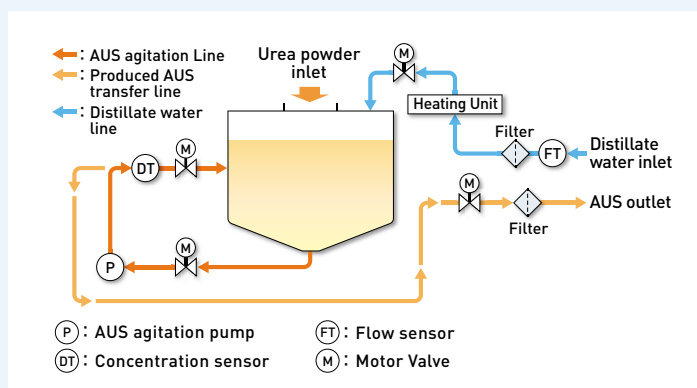 : AUS agitation Line
: Produced AUS
transfer line
: Distillate water
line
Urea powder
inlet
M
Heating Unit
Filter
FT
Distillate
water inlet
DT
M
M
AUS outlet
Filter
P
M
P : AUS agitation pump
DT : Concentration sensor
FT : Flow sensor
M : Motor Valve